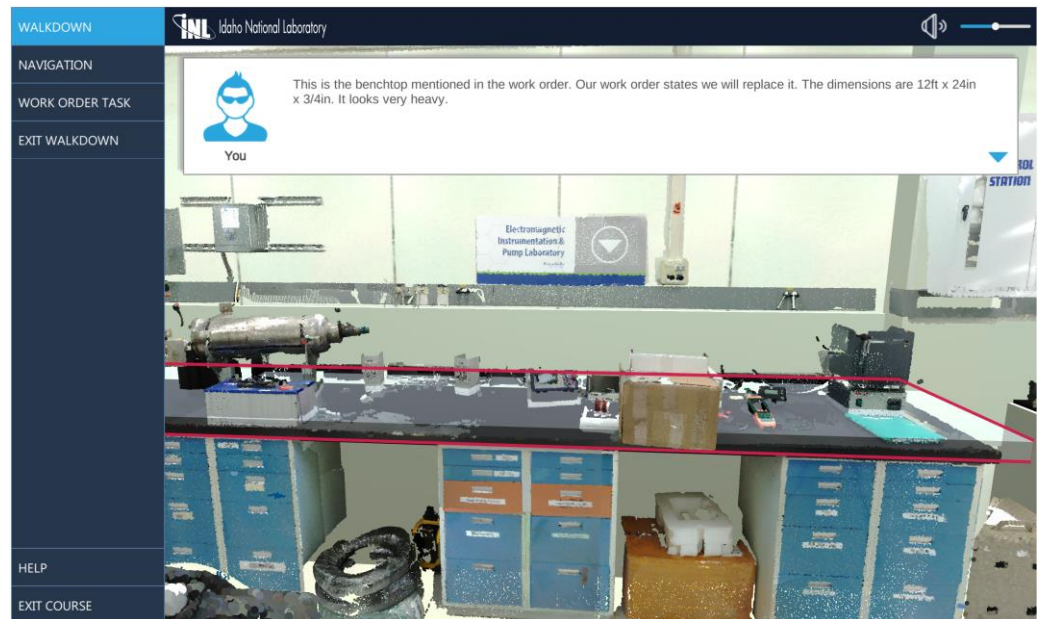 WALKDOWN
INL Idaho National Laboratory
NAVIGATION
WORK ORDER TASK
EXIT WALKDOWN
This is the benchtop mentioned in the work order. Our work order states we will replace it. The dimensions are 12ft x 24in
x 3/4in. It looks very heavy.
You
ROL
STATION
Electromagnetic
Instrumentation &
Pump Laboratory
HELP
EXIT COURSE